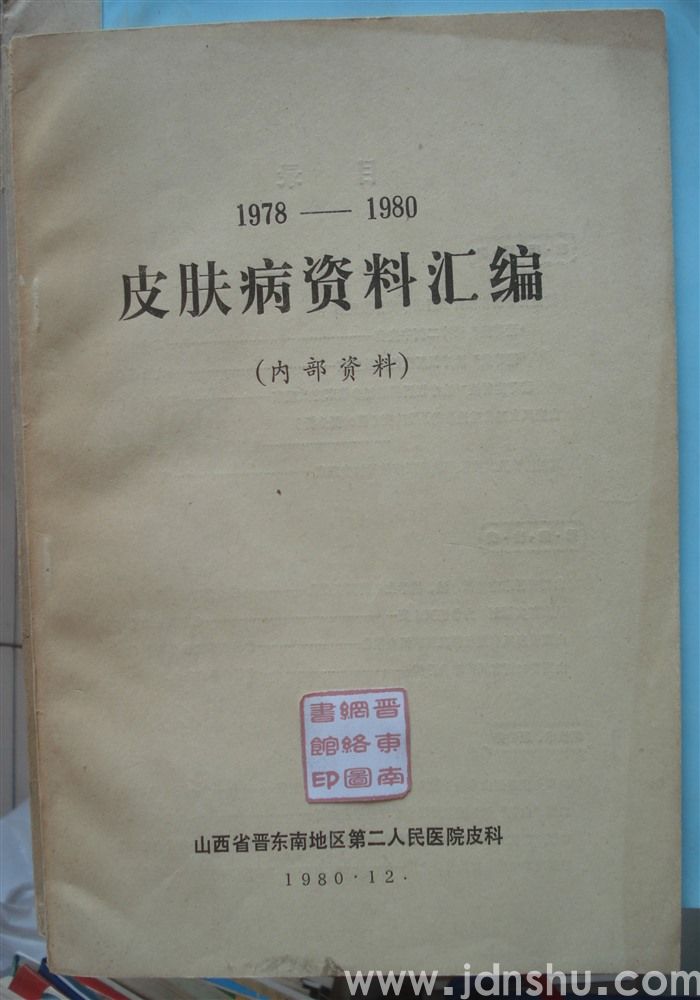 1978 —— 1980
皮肤病资料汇编
(内部资料)
晋東南
網絡圖
書館印
山西省晋东南地区第二人民医院皮科
1980·12.
www.jdnshu.com